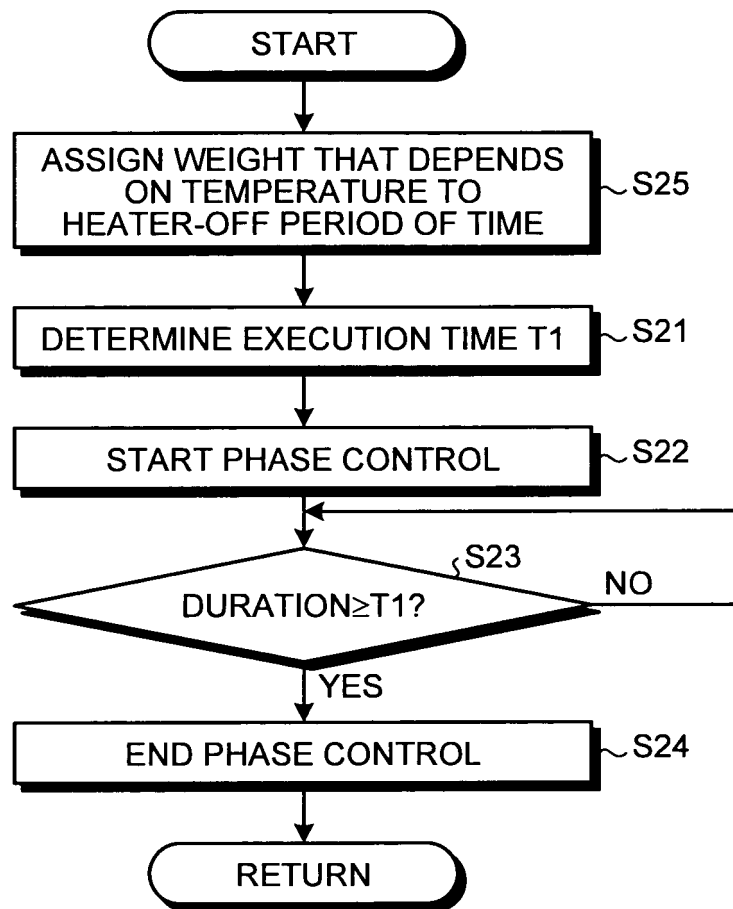 START
ASSIGN WEIGHT THAT DEPENDS
ON TEMPERATURE TO
HEATER-OFF PERIOD OF TIME
S25
DETERMINE EXECUTION TIME T1
S21
START PHASE CONTROL
S22
S23
DURATION≥T1?
NO
YES
END PHASE CONTROL
S24
RETURN